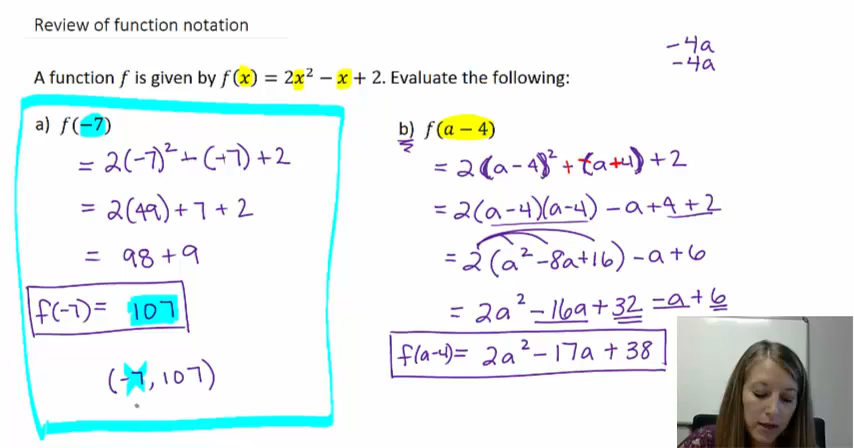 Review of function notation
-4a
-4a
A function f is given by f(x) = 2x² − x + 2. Evaluate the following:
a) f(−7)
= 2(-7)² - (-7) + 2
= 2(49) + 7 + 2
= 98 + 9
f(-7) = 107
(-7, 107)
b) f(a − 4)
= 2(a-4)² + (-a+4) + 2
= 2(a-4)(a-4) - a + 4 + 2
= 2(a² - 8a + 16) - a + 6
= 2a² - 16a + 32 - a + 6
f(a-4) = 2a² - 17a + 38